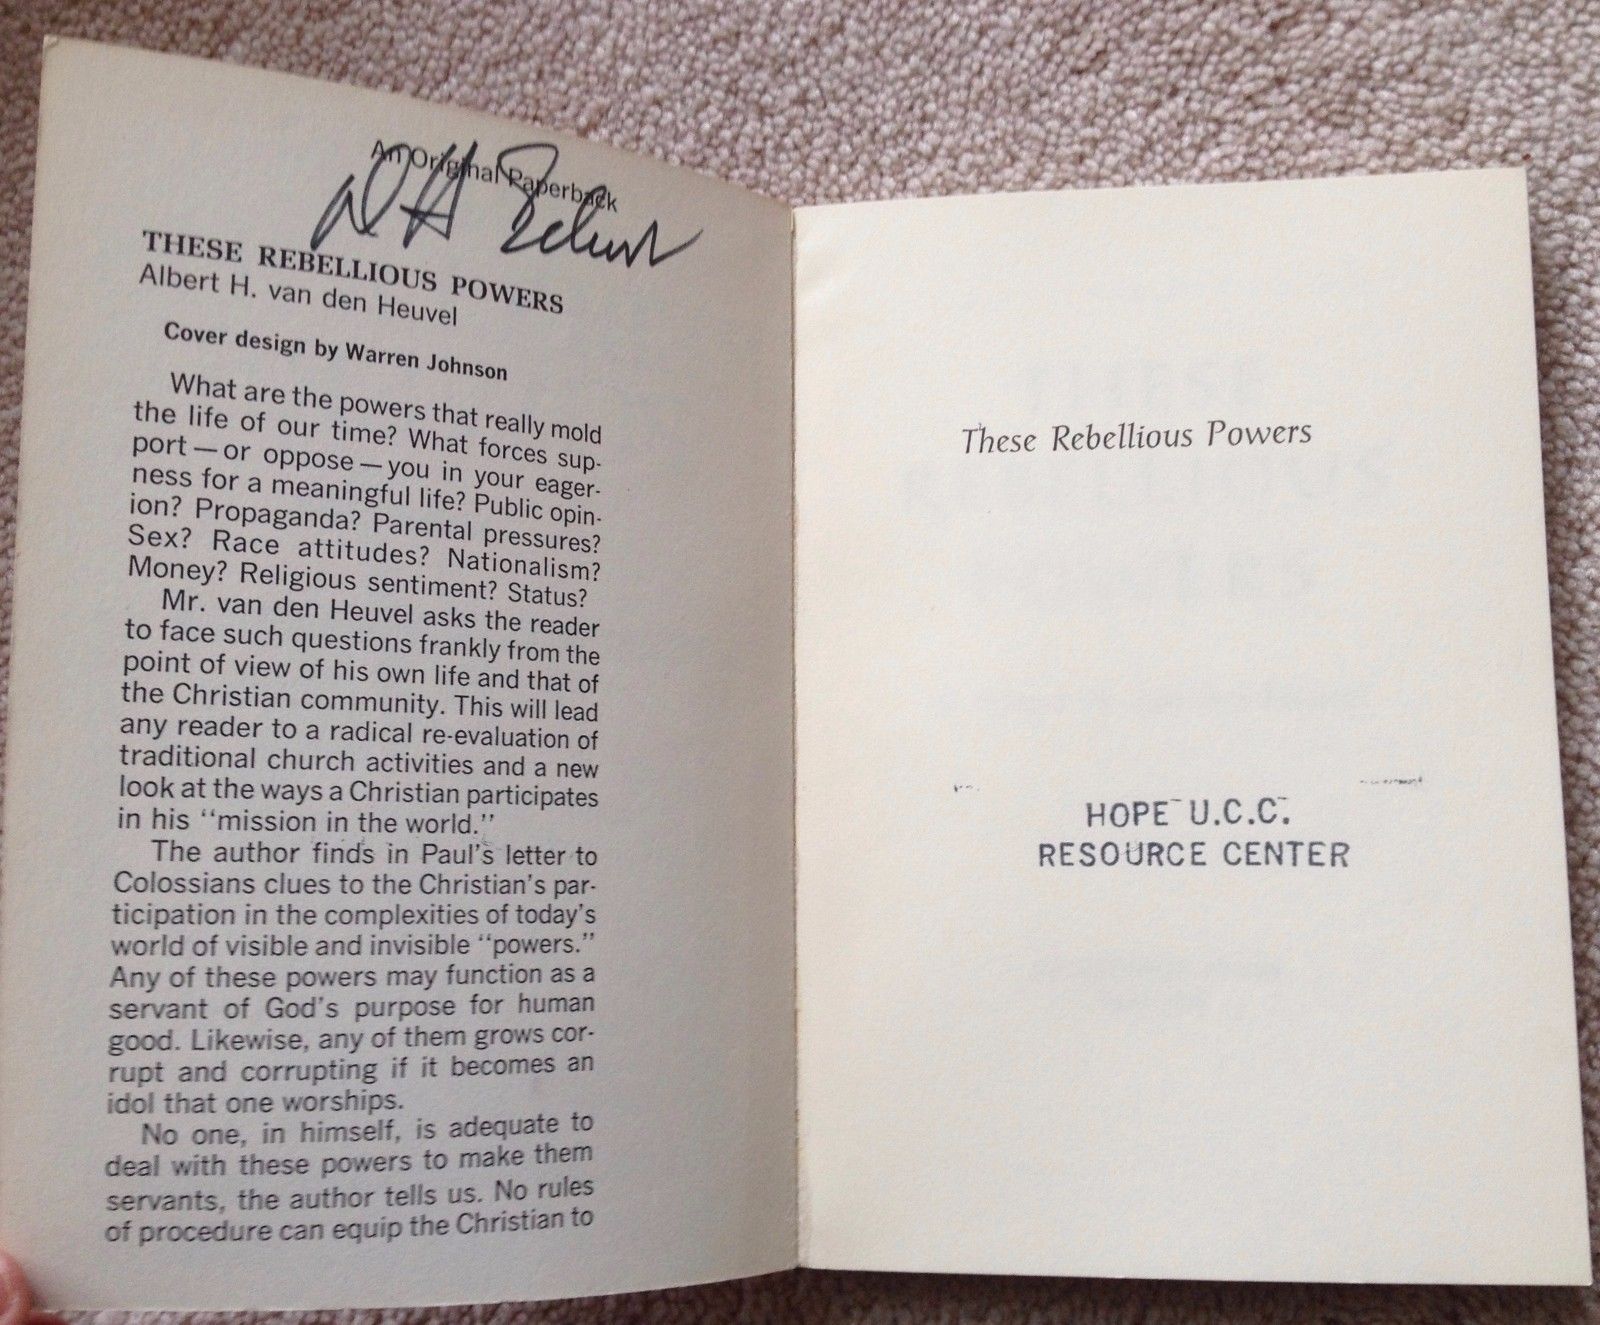 An Original Paperback
THESE REBELLIOUS POWERS
Albert H. van den Heuvel
Cover design by Warren Johnson
What are the powers that really mold
the life of our time? What forces sup-
port — or oppose — you in your eager-
ness for a meaningful life? Public opin-
ion? Propaganda? Parental pressures?
Sex? Race attitudes? Nationalism?
Money? Religious sentiment? Status?
Mr. van den Heuvel asks the reader
to face such questions frankly from the
point of view of his own life and that of
the Christian community. This will lead
any reader to a radical re-evaluation of
traditional church activities and a new
look at the ways a Christian participates
in his “mission in the world.”
The author finds in Paul's letter to
Colossians clues to the Christian's par-
ticipation in the complexities of today's
world of visible and invisible “powers.”
Any of these powers may function as a
servant of God's purpose for human
good. Likewise, any of them grows cor-
rupt and corrupting if it becomes an
idol that one worships.
No one, in himself, is adequate to
deal with these powers to make them
servants, the author tells us. No rules
of procedure can equip the Christian to
These Rebellious Powers
HOPE U.C.C.
RESOURCE CENTER